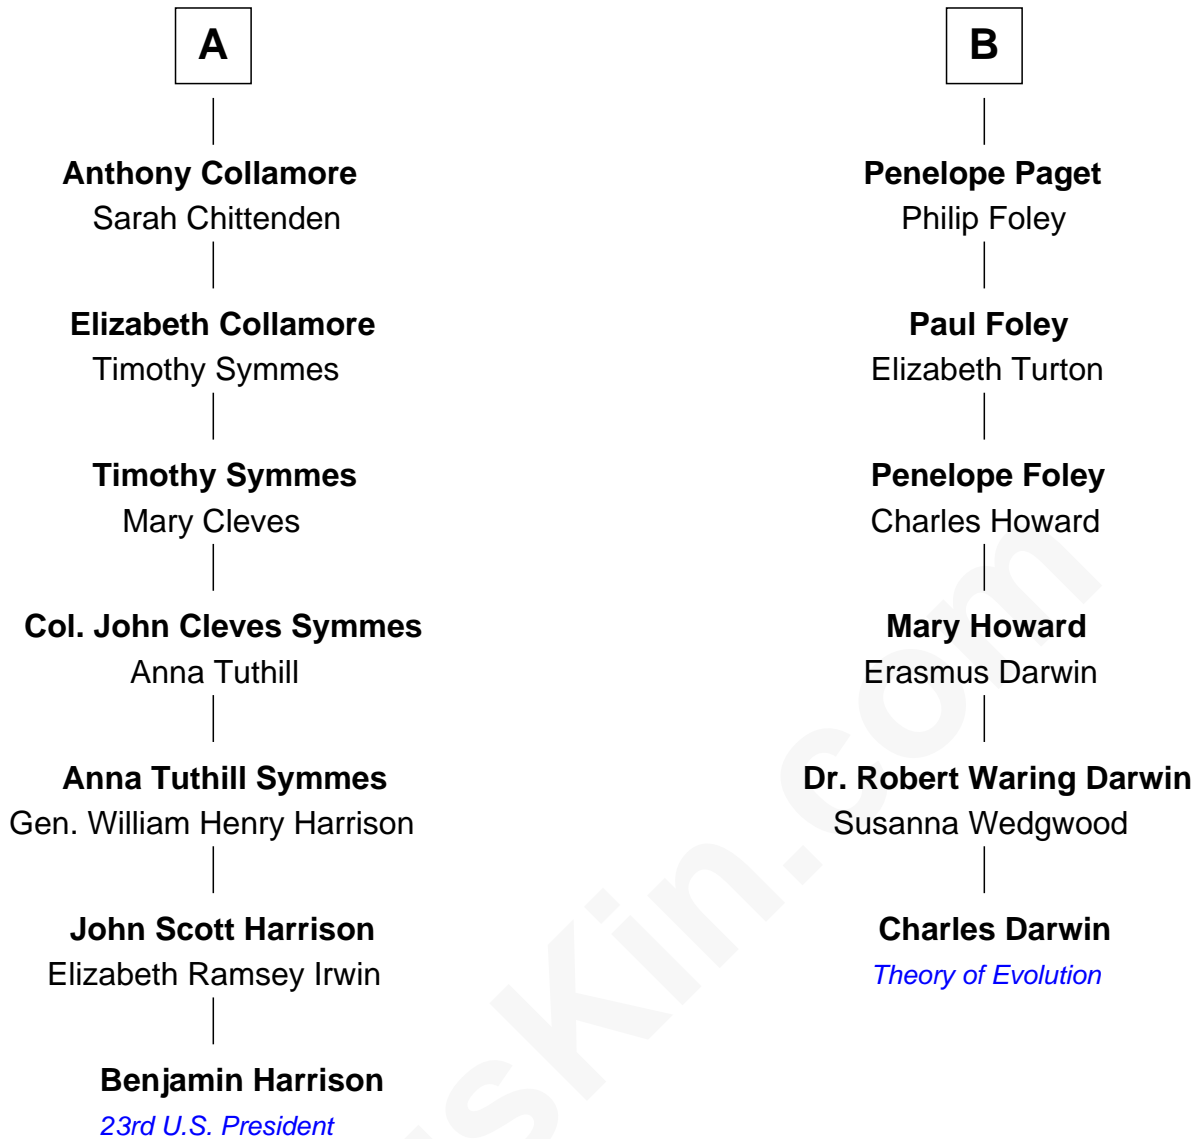 A
Anthony Collamore
Sarah Chittenden
Elizabeth Collamore
Timothy Symmes
Timothy Symmes
Mary Cleves
Col. John Cleves Symmes
Anna Tuthill
Anna Tuthill Symmes
Gen. William Henry Harrison
John Scott Harrison
Elizabeth Ramsey Irwin
Benjamin Harrison
23rd U.S. President
B
Penelope Paget
Philip Foley
Paul Foley
Elizabeth Turton
Penelope Foley
Charles Howard
Mary Howard
Erasmus Darwin
Dr. Robert Waring Darwin
Susanna Wedgwood
Charles Darwin
Theory of Evolution